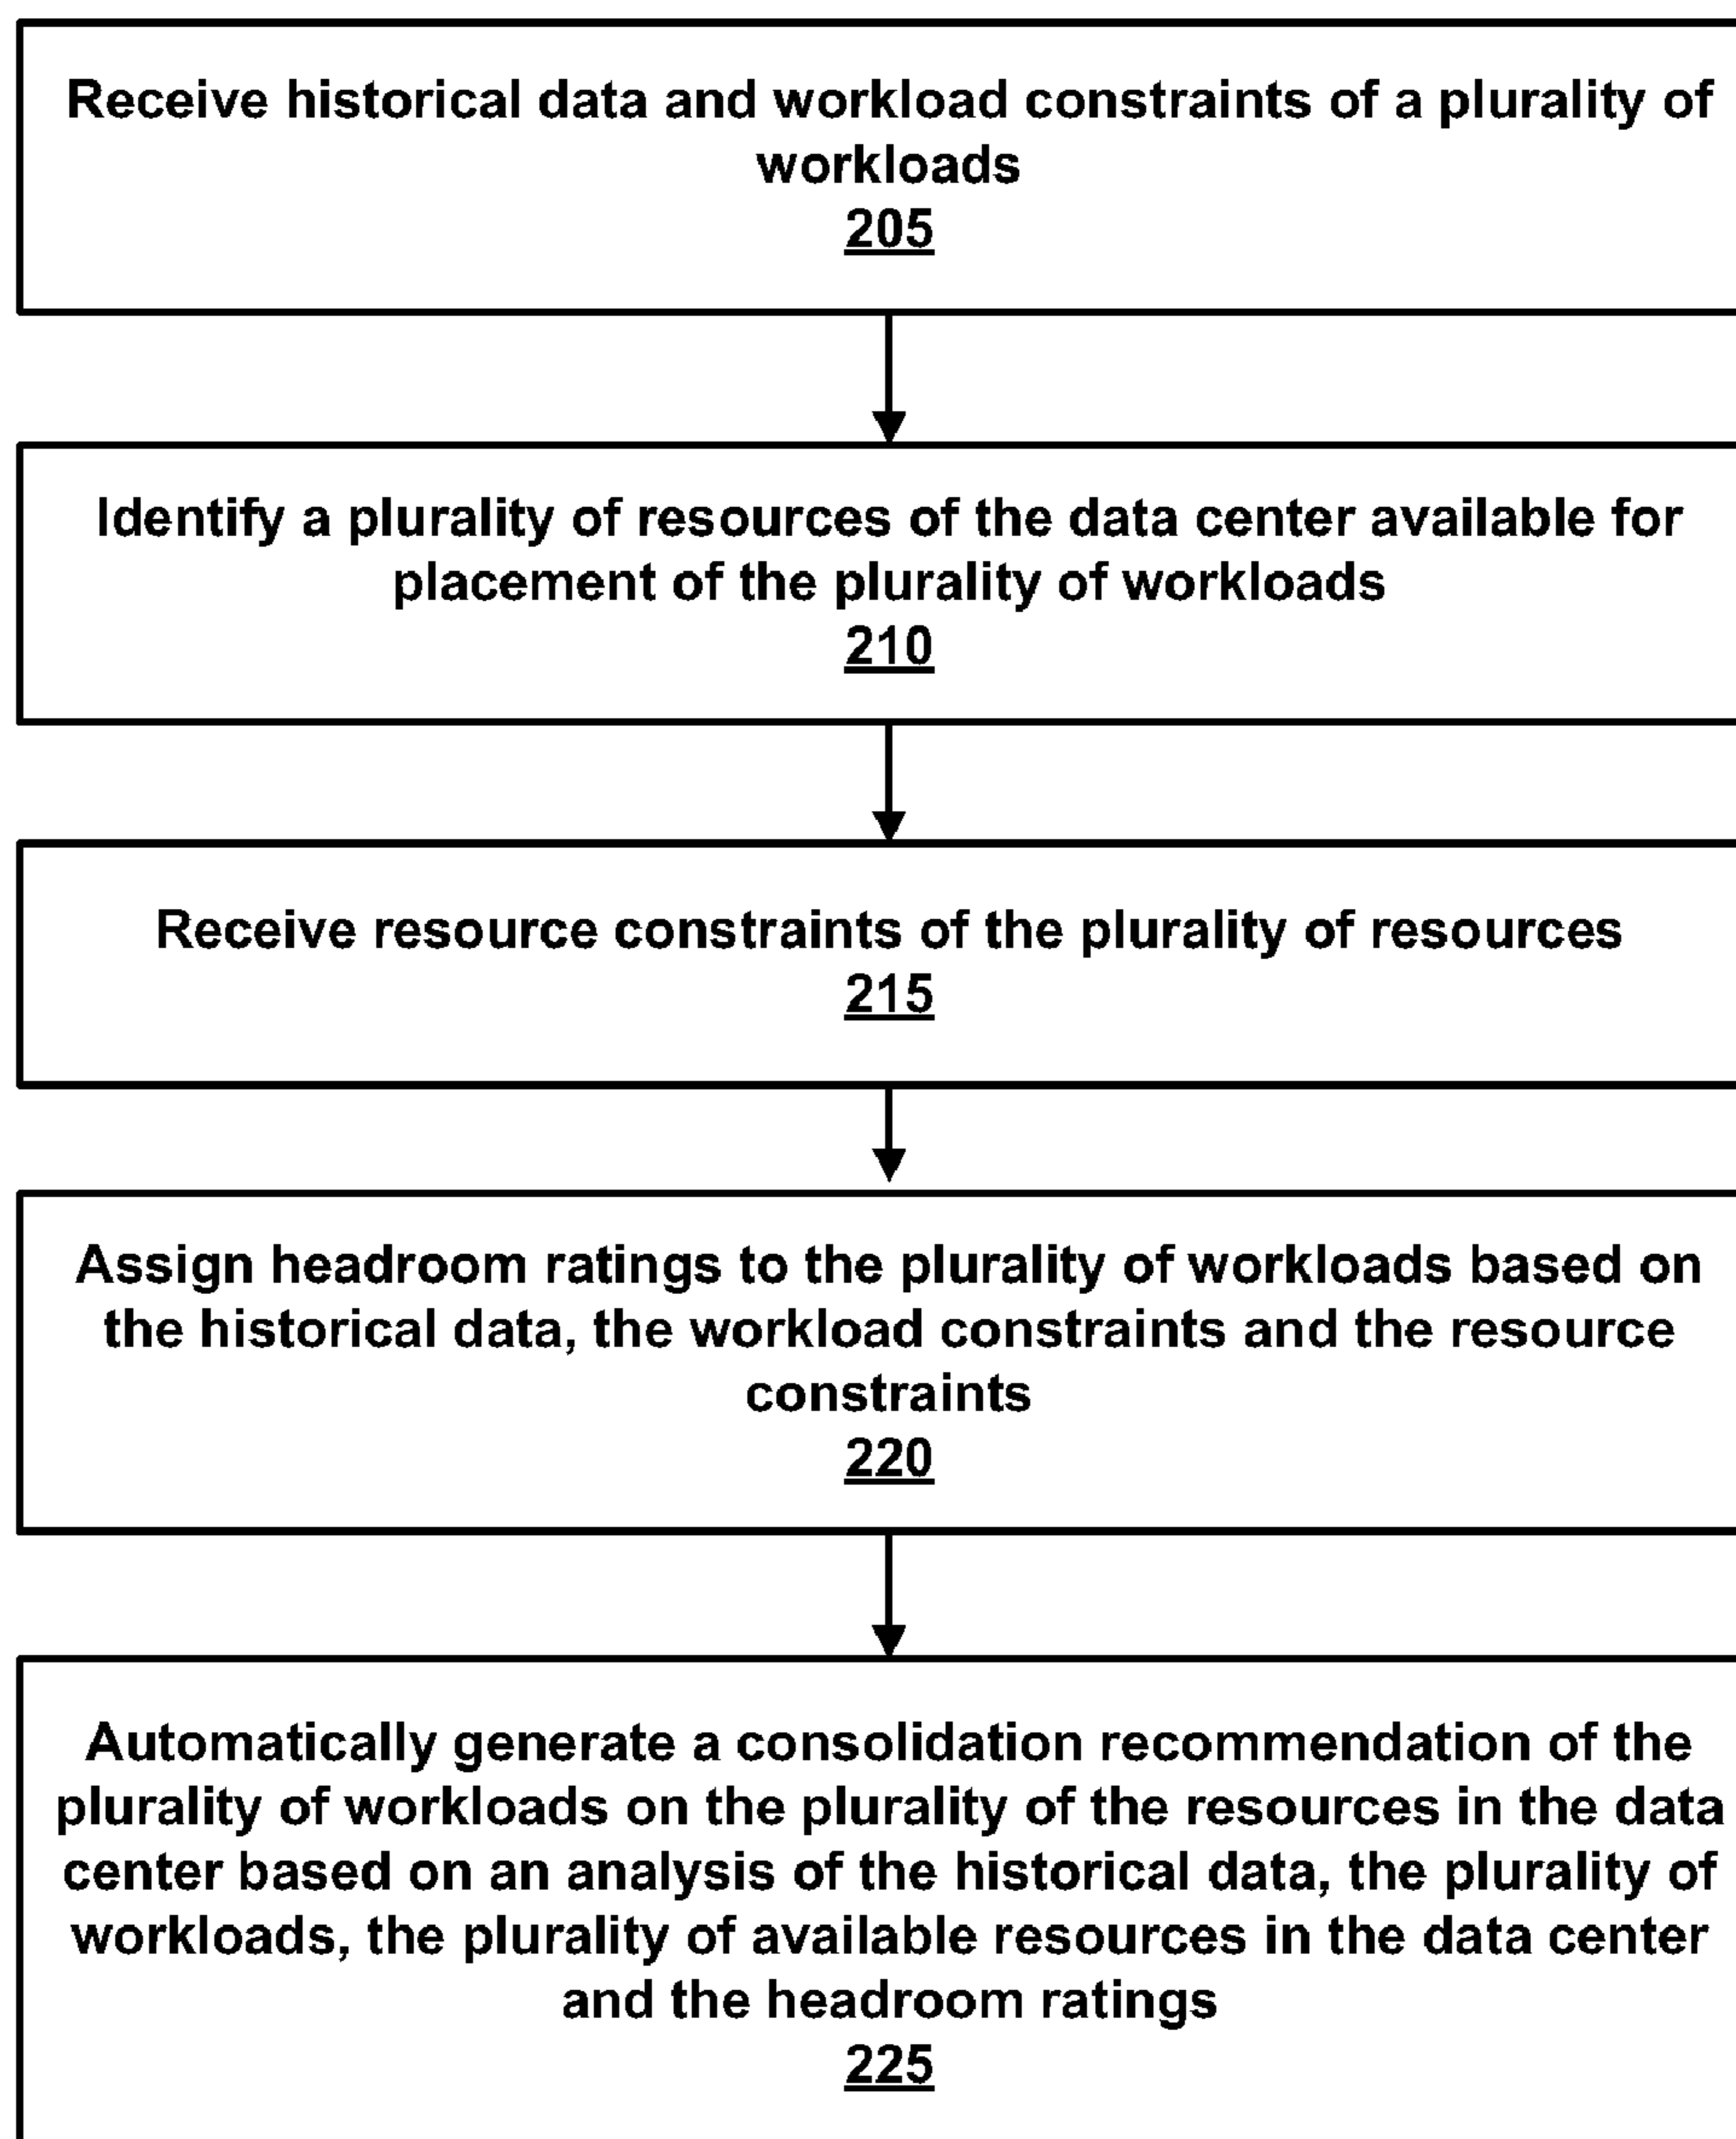 Receive historical data and workload constraints of a plurality of
workloads
205
Identify a plurality of resources of the data center available for
placement of the plurality of workloads
210
Receive resource constraints of the plurality of resources
215
Assign headroom ratings to the plurality of workloads based on
the historical data, the workload constraints and the resource
constraints
220
Automatically generate a consolidation recommendation of the
plurality of workloads on the plurality of the resources in the data
center based on an analysis of the historical data, the plurality of
workloads, the plurality of available resources in the data center
and the headroom ratings
225